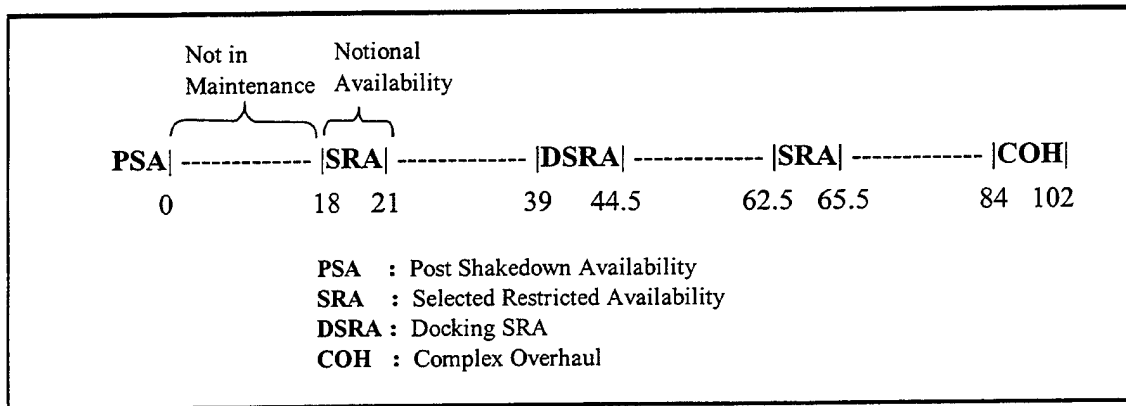 Not in Notional
Maintenance Availability
PSA| ------------ |SRA| ------------ |DSRA| ------------ |SRA| ------------ |COH|
0 18 21 39 44.5 62.5 65.5 84 102
PSA : Post Shakedown Availability
SRA : Selected Restricted Availability
DSRA : Docking SRA
COH : Complex Overhaul